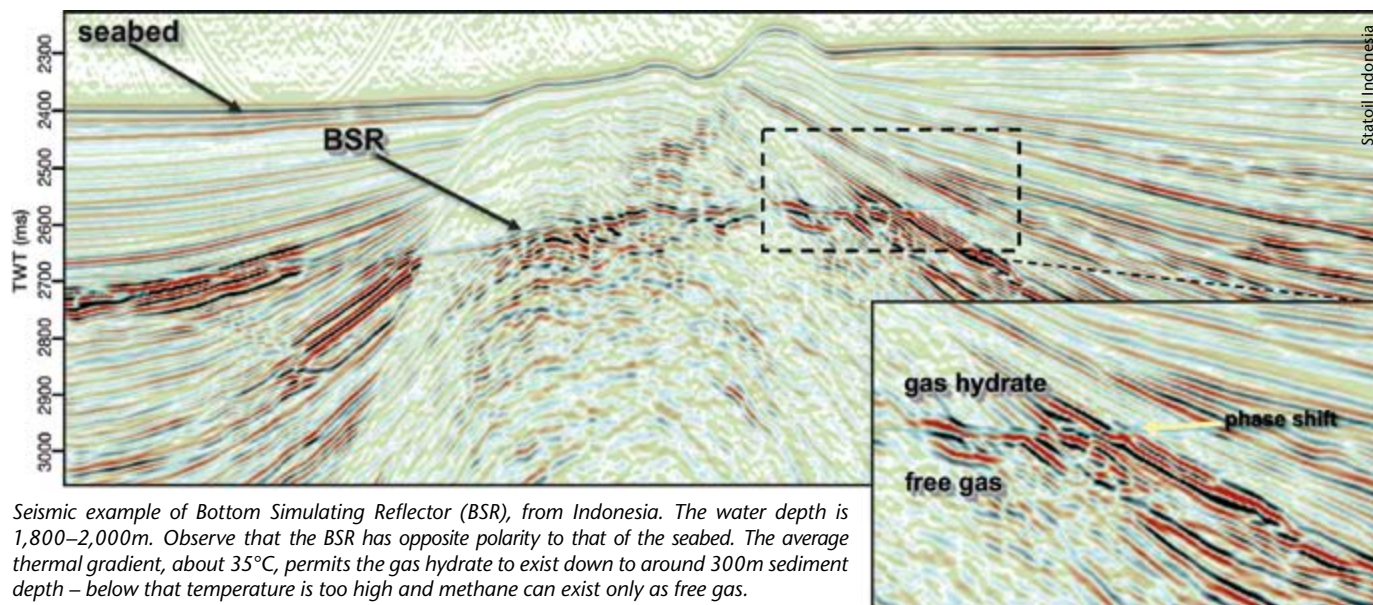 seabed
BSR
TWT (ms)
2300
2400
2500
2600
2700
2800
2900
3000
Statoil Indonesia
gas hydrate
phase shift
free gas
Seismic example of Bottom Simulating Reflector (BSR), from Indonesia. The water depth is
1,800–2,000m. Observe that the BSR has opposite polarity to that of the seabed. The average
thermal gradient, about 35°C, permits the gas hydrate to exist down to around 300m sediment
depth – below that temperature is too high and methane can exist only as free gas.